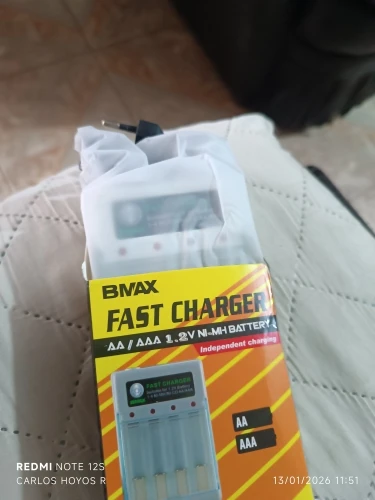 BMAX
FAST CHARGER
AA / AAA 1.2V NI-MH BATTERY
Independent charging
FAST CHARGER
AA
AAA
REDMI NOTE 12S
CARLOS HOYOS R
13/01/2026 11:51